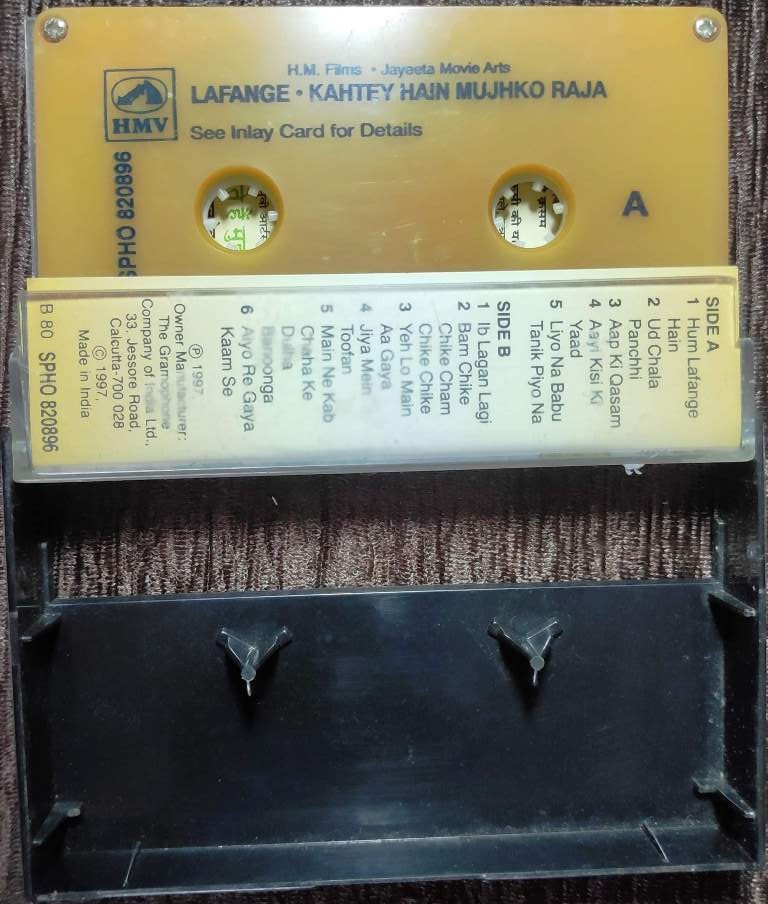 H.M. Films • Jayeeta Movie Arts
LAFANGE • KAHTEY HAIN MUJHKO RAJA
HMV
See Inlay Card for Details
SPHO 820896
A
कसम
SIDE A
1 Hum Lafange
Hain
2 Ud Chala
Panchhi
3 Aap Ki Qasam
4 Aayi Kisi Ki
Yaad
5 Liyo Na Babu
Tanik Piyo Na
SIDE B
1 Ib Lagan Lagi
2 Bam Chike
Chike Cham
Chike Chike
3 Yeh Lo Main
Aa Gaya
4 Jiya Mein
Toofan
5 Main Ne Kab
Chaha Ke
Dulha
Banoonga
6 Aiyo Re Gaya
Kaam Se
Ⓟ 1997.
Owner Manufacturer:
The Gramophone
Company of India Ltd.,
33, Jessore Road,
Calcutta-700 028
© 1997.
Made in India
B 80 SPHO 820896